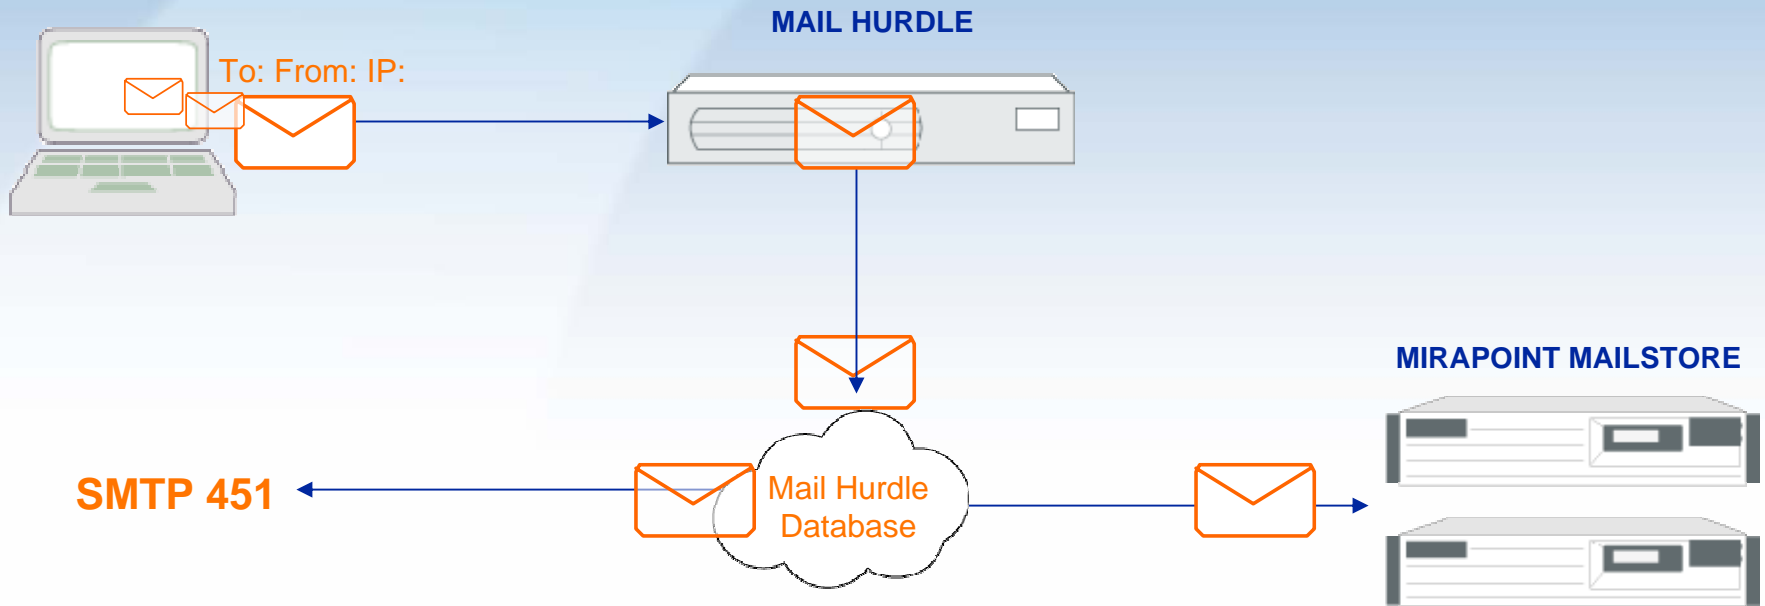 MAIL HURDLE
To: From: IP:
MIRAPOINT MAILSTORE
SMTP 451
Mail Hurdle
Database